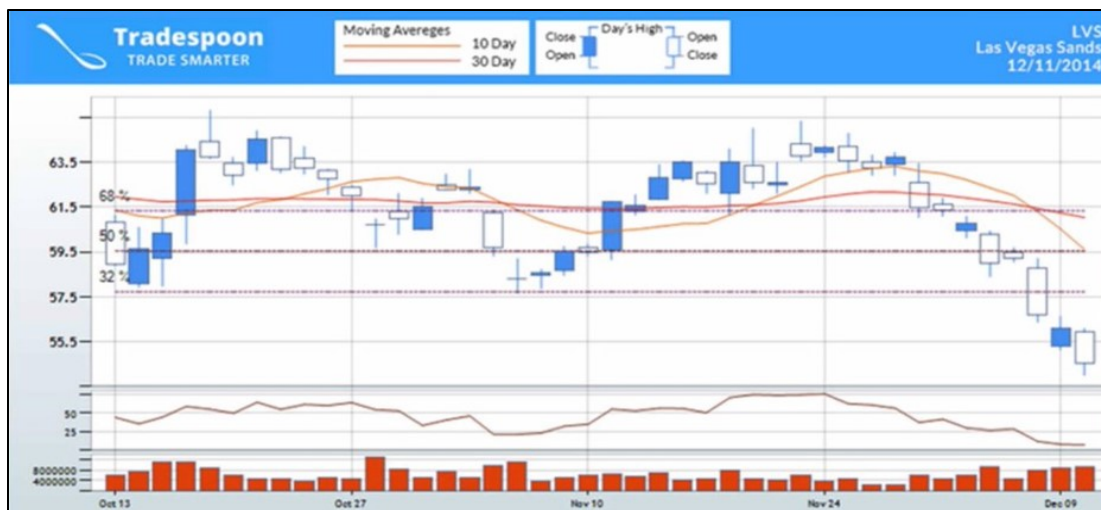 Tradespoon
TRADE SMARTER
Moving Avereges
10 Day
30 Day
Close
Open
Day's High
Open
Close
LVS
Las Vegas Sands
12/11/2014
63.5
61.5
59.5
57.5
55.5
68 %
50 %
32 %
50
25
8000000
4000000
Oct 13
Oct 27
Nov 10
Nov 24
Dec 09